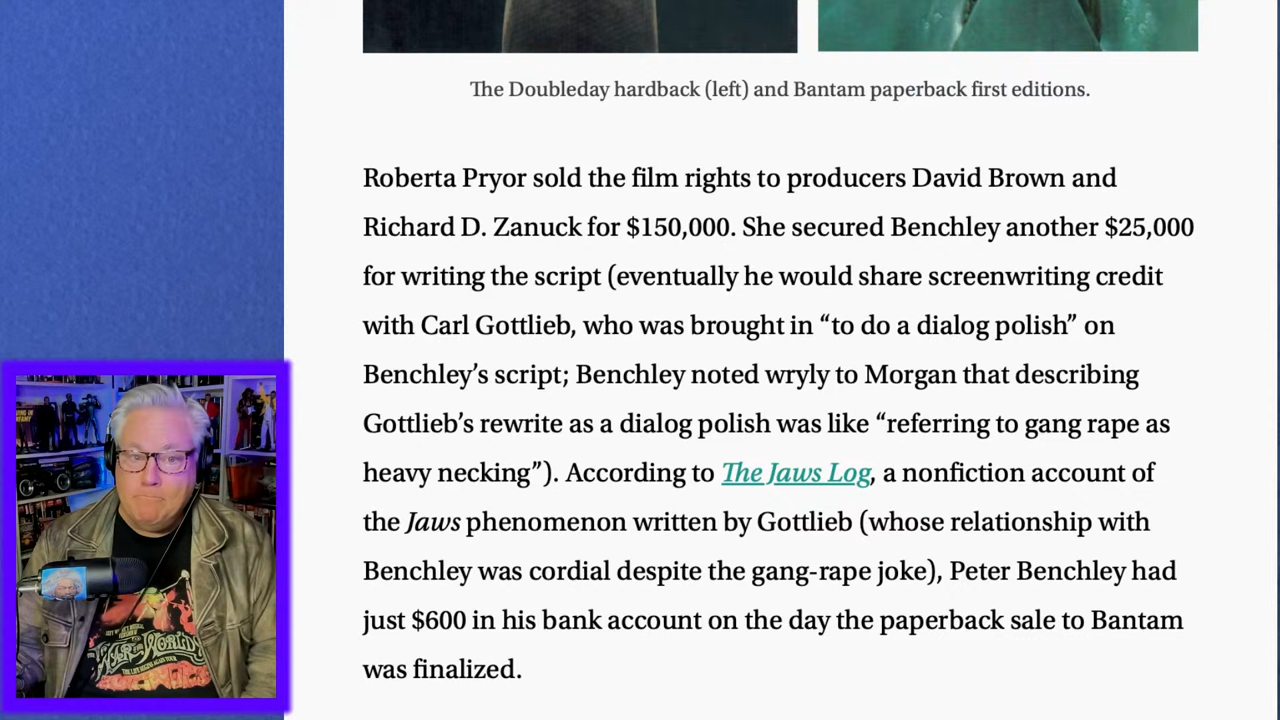 The Doubleday hardback (left) and Bantam paperback first editions.
Roberta Pryor sold the film rights to producers David Brown and
Richard D. Zanuck for $150,000. She secured Benchley another $25,000
for writing the script (eventually he would share screenwriting credit
with Carl Gottlieb, who was brought in “to do a dialog polish” on
Benchley’s script; Benchley noted wryly to Morgan that describing
Gottlieb’s rewrite as a dialog polish was like “referring to gang rape as
heavy necking”). According to The Jaws Log, a nonfiction account of
the Jaws phenomenon written by Gottlieb (whose relationship with
Benchley was cordial despite the gang-rape joke), Peter Benchley had
just $600 in his bank account on the day the paperback sale to Bantam
was finalized.
WAR
WORLDS